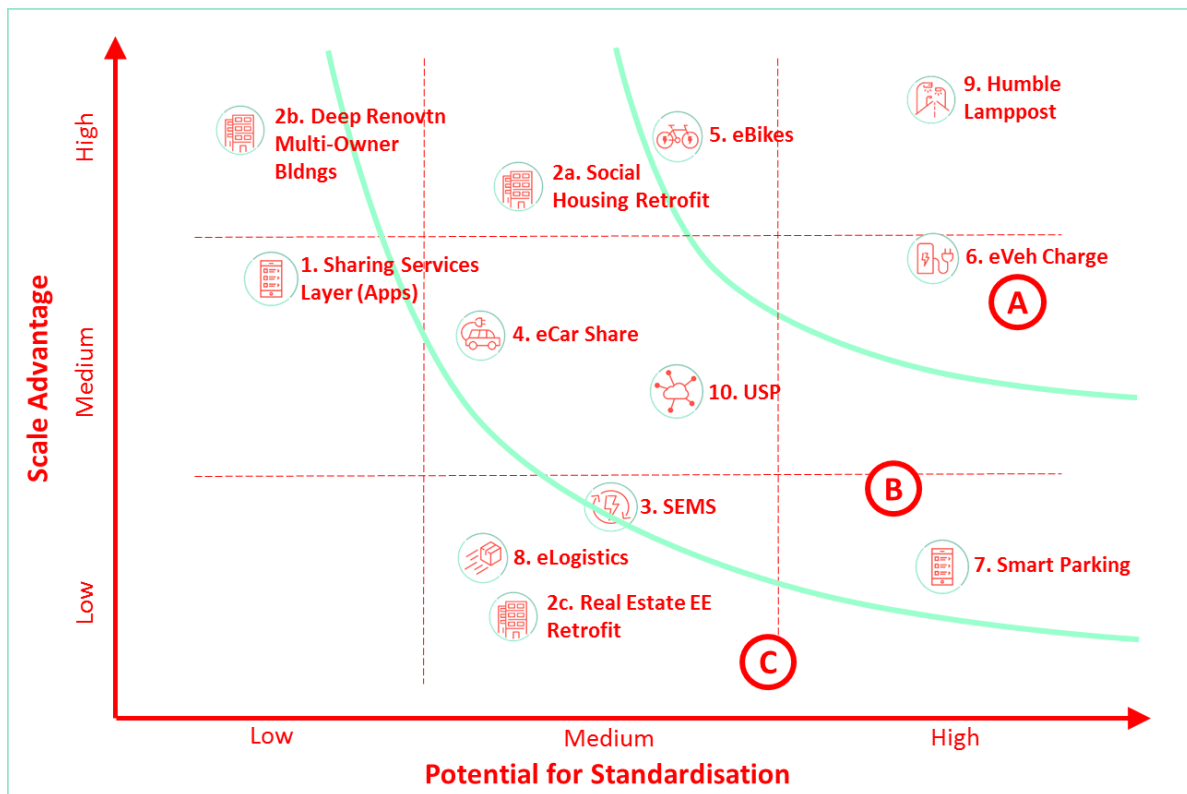 Scale Advantage
High
Medium
Low
2b. Deep Renovtn
Multi-Owner
Bldngs
5. eBikes
9. Humble
Lamppost
2a. Social
Housing Retrofit
1. Sharing Services
Layer (Apps)
6. eVeh Charge
A
4. eCar Share
10. USP
B
3. SEMS
8. eLogistics
7. Smart Parking
2c. Real Estate EE
Retrofit
C
Low
Medium
High
Potential for Standardisation